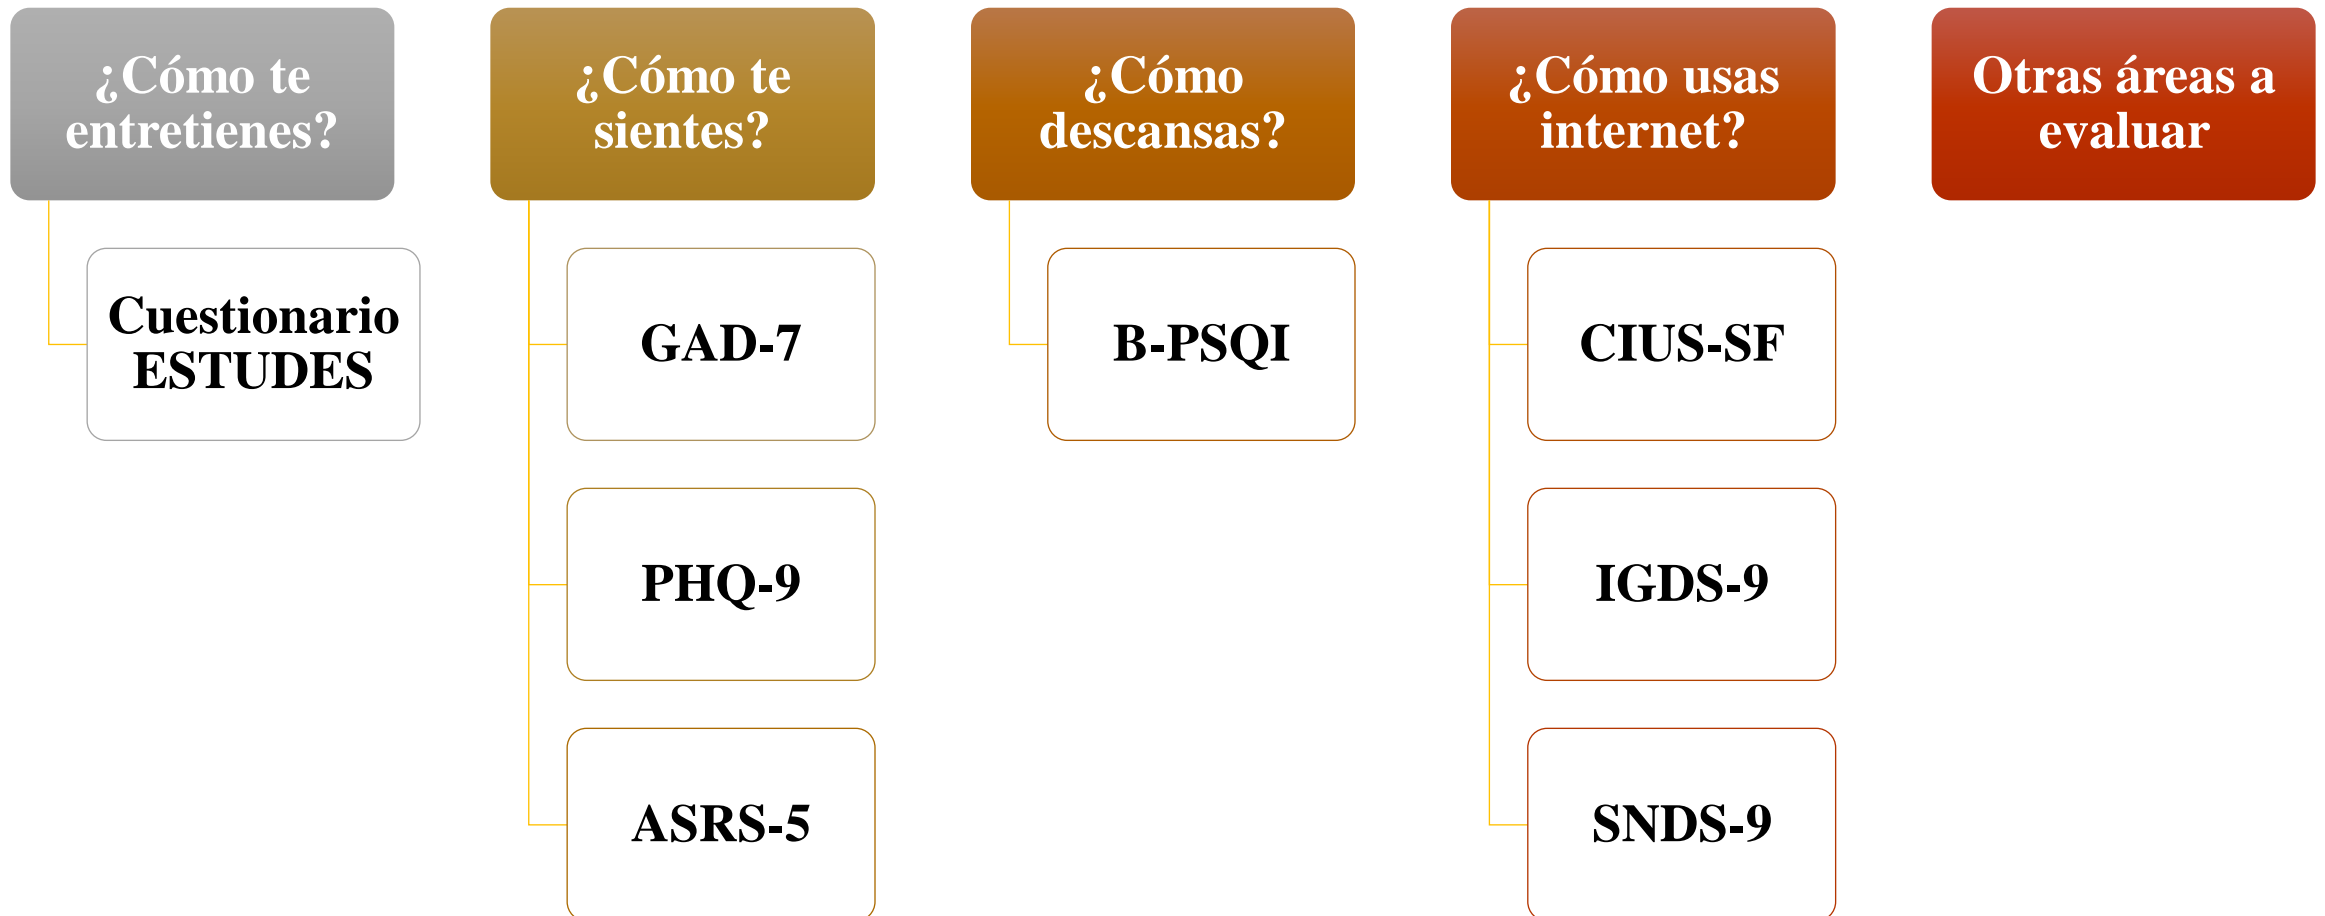 ¿Cómo te
entretienes?
Cuestionario
ESTUDES
¿Cómo te
sientes?
GAD-7
PHQ-9
ASRS-5
¿Cómo
descansas?
B-PSQI
¿Cómo usas
internet?
CIUS-SF
IGDS-9
SNDS-9
Otras áreas a
evaluar